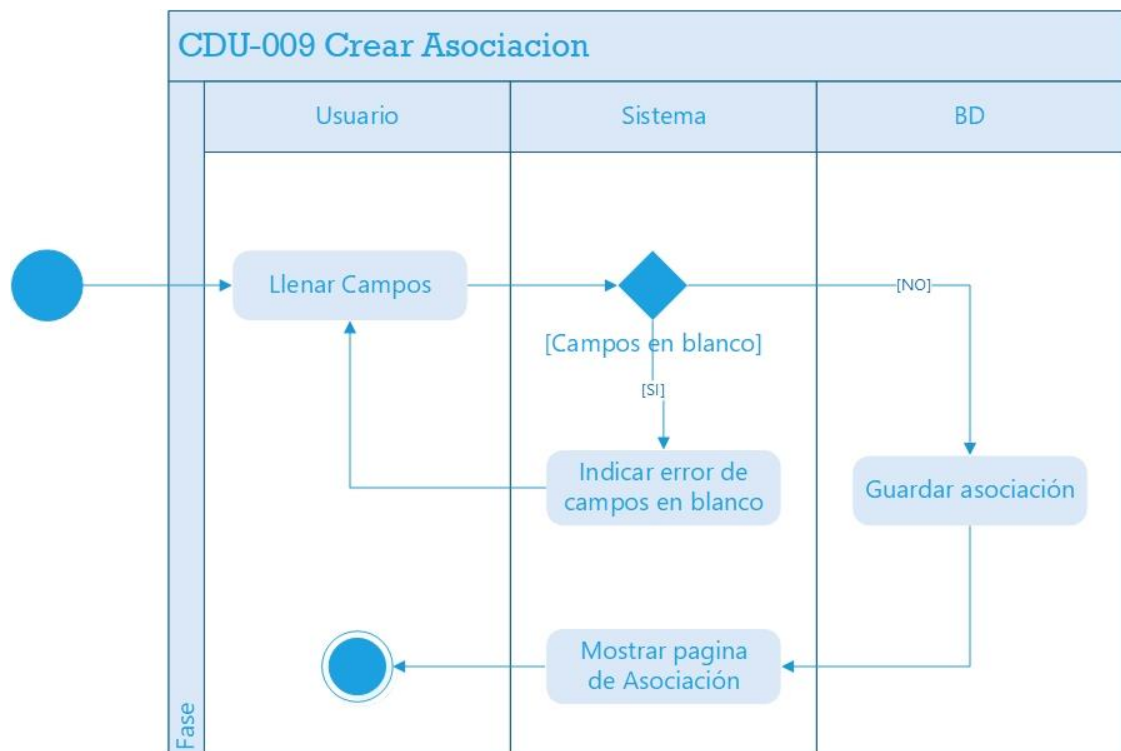 CDU-009 Crear Asociacion
Usuario
Sistema
BD
Llenar Campos
[NO]
[Campos en blanco]
[SI]
Indicar error de
campos en blanco
Guardar asociación
Mostrar pagina
de Asociación
Fase